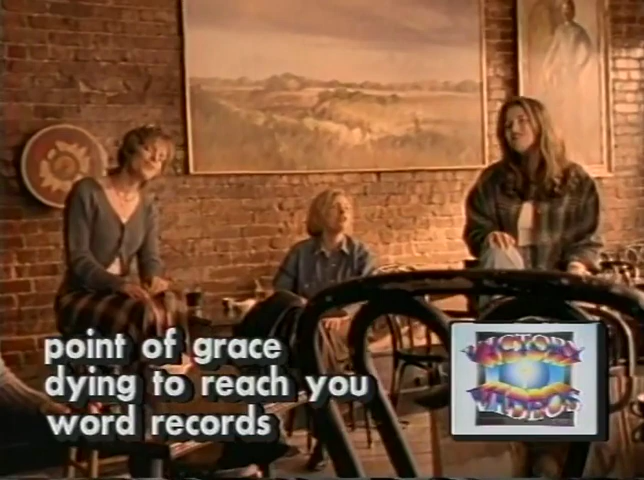 point of grace
dying to reach you
word records
VICTORY
VIDEOS